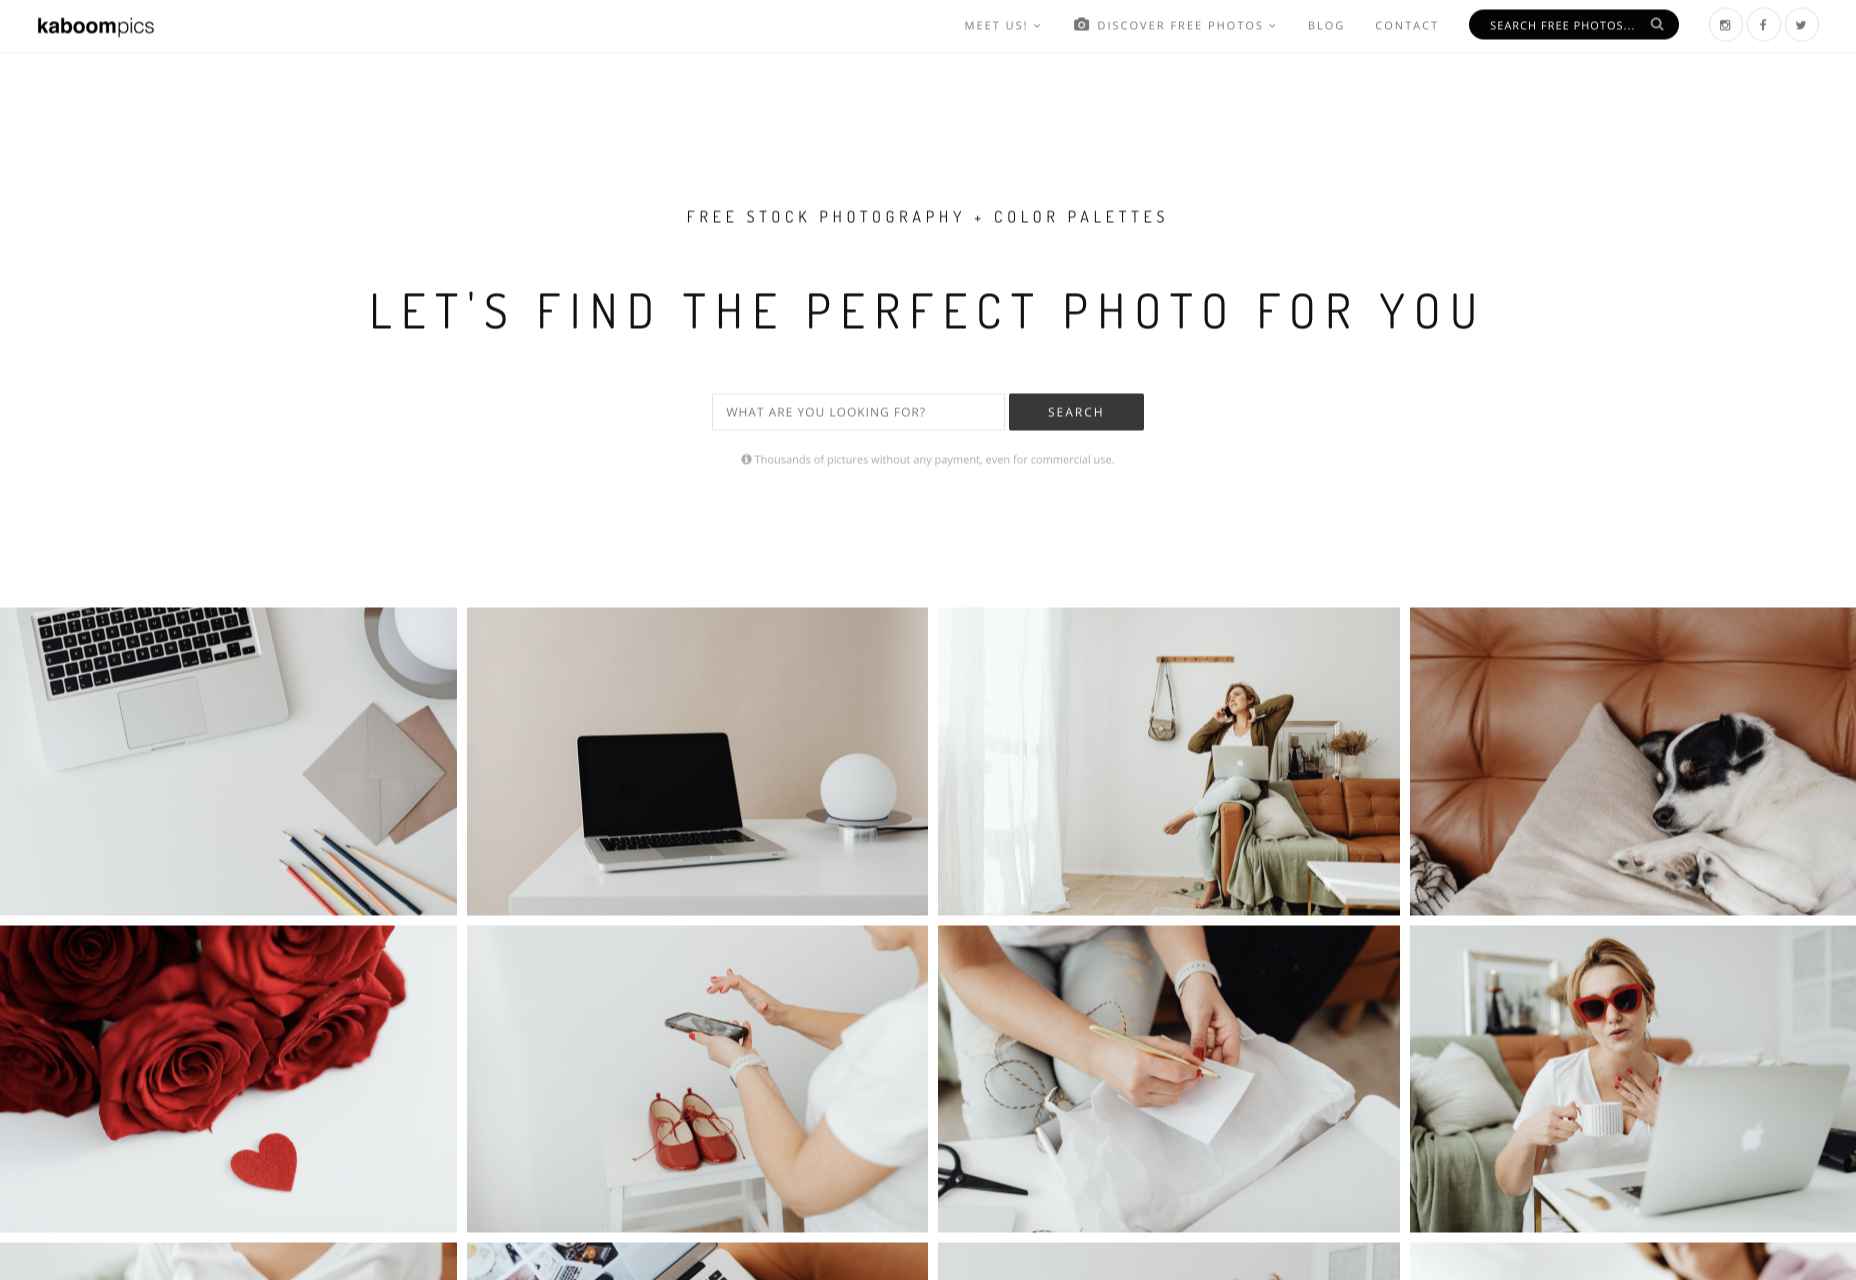 kaboompics
MEET US!
DISCOVER FREE PHOTOS
BLOG
CONTACT
SEARCH FREE PHOTOS...
FREE STOCK PHOTOGRAPHY + COLOR PALETTES
LET'S FIND THE PERFECT PHOTO FOR YOU
WHAT ARE YOU LOOKING FOR?
SEARCH
Thousands of pictures without any payment, even for commercial use.